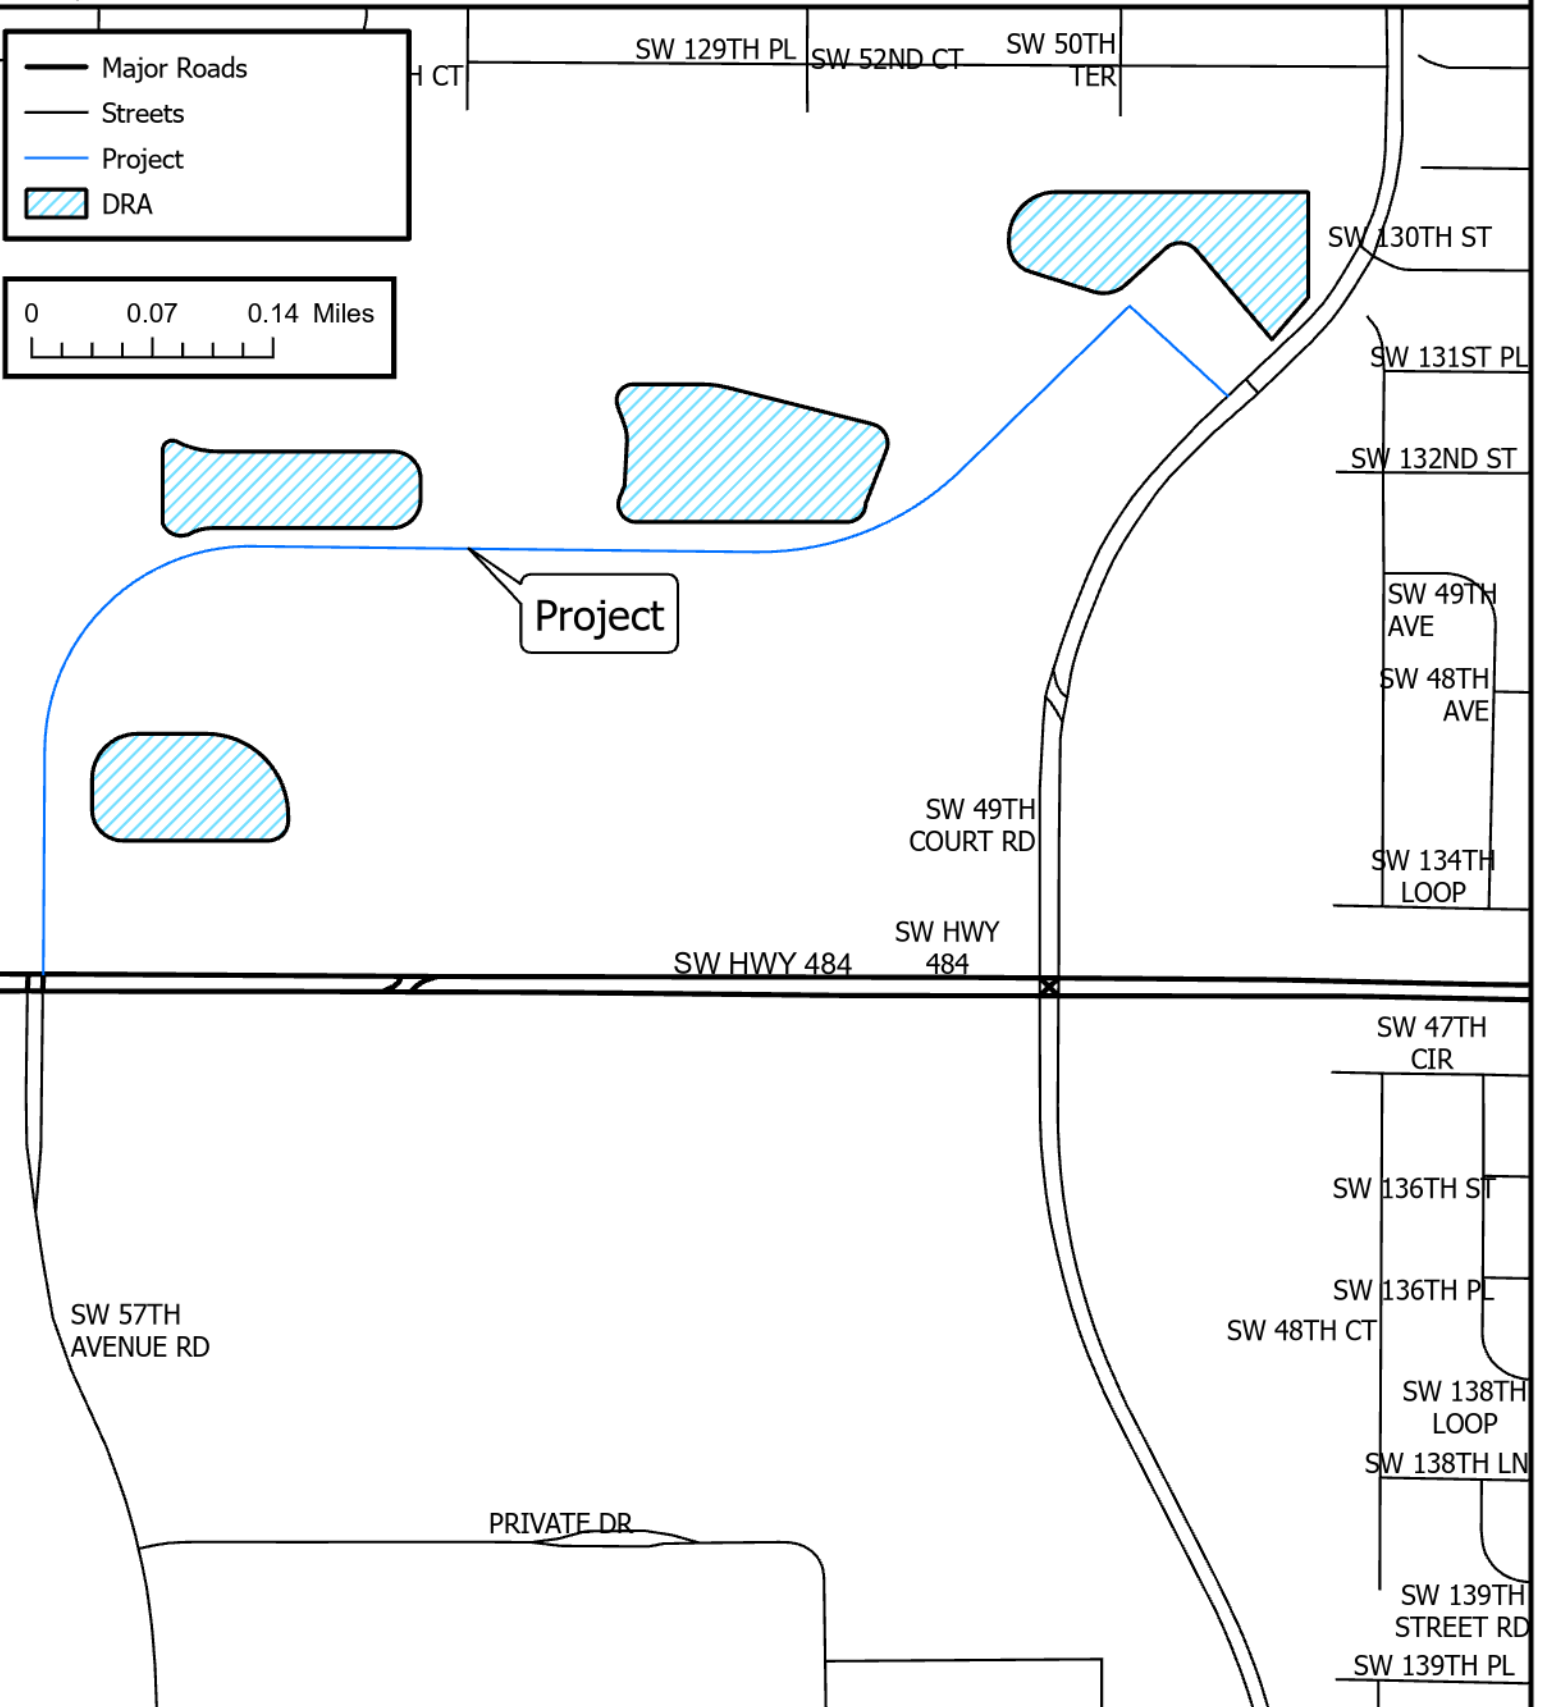 SW 129TH PL
SW 52ND CT
SW 50TH
TER
H CT
Major Roads
Streets
Project
DRA
SW 130TH ST
0 0.07 0.14 Miles
SW 131ST PL
SW 132ND ST
Project
SW 49TH
AVE
SW 48TH
AVE
SW 49TH
COURT RD
SW 134TH
LOOP
SW HWY
484
SW HWY 484
SW 47TH
CIR
SW 136TH ST
SW 136TH PL
SW 57TH
AVENUE RD
SW 48TH CT
SW 138TH
LOOP
SW 138TH LN
PRIVATE DR
SW 139TH
STREET RD
SW 139TH PL